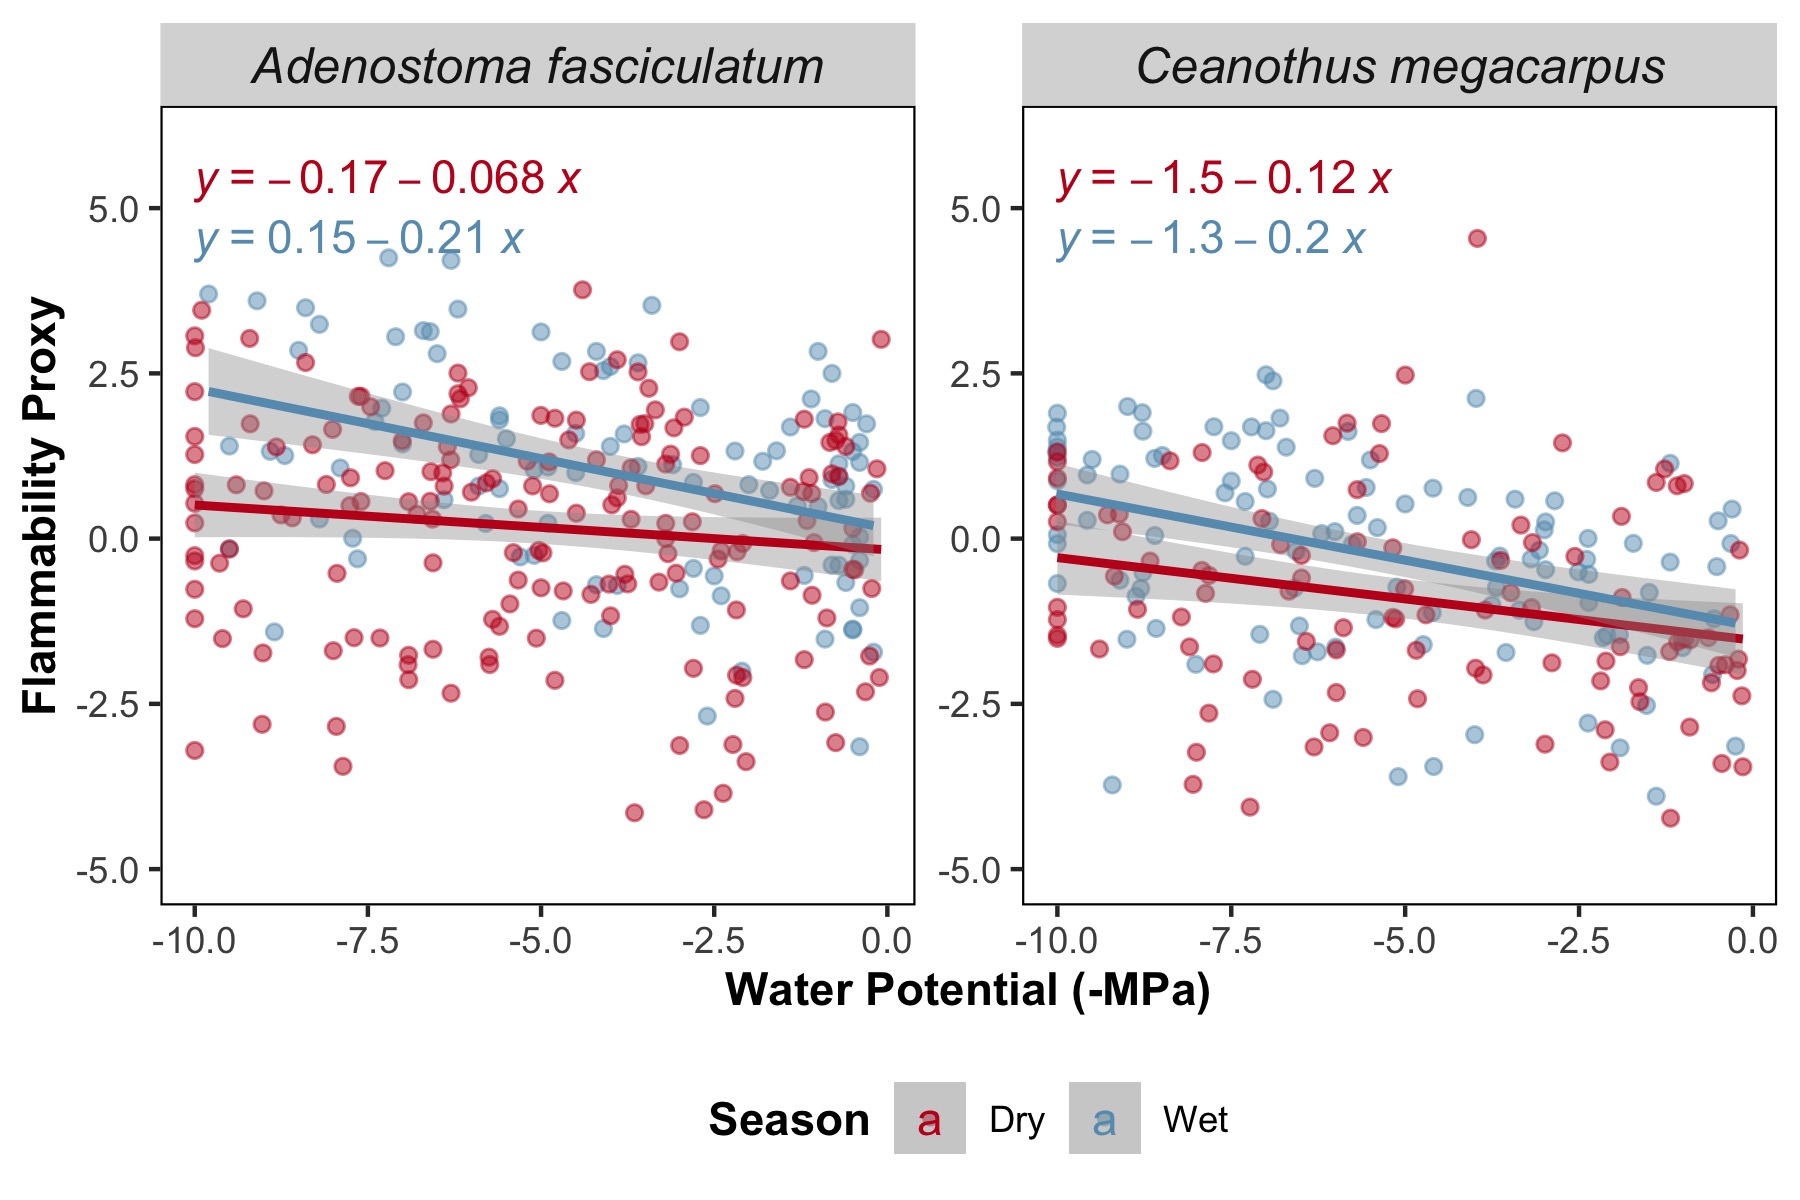 Adenostoma fasciculatum
Ceanothus megacarpus
y = − 0.17 − 0.068 x
y = 0.15 − 0.21 x
y = − 1.5 − 0.12 x
y = − 1.3 − 0.2 x
Flammability Proxy
5.0
2.5
0.0
-2.5
-5.0
5.0
2.5
0.0
-2.5
-5.0
-10.0 -7.5 -5.0 -2.5 0.0
-10.0 -7.5 -5.0 -2.5 0.0
Water Potential (-MPa)
Season a Dry a Wet